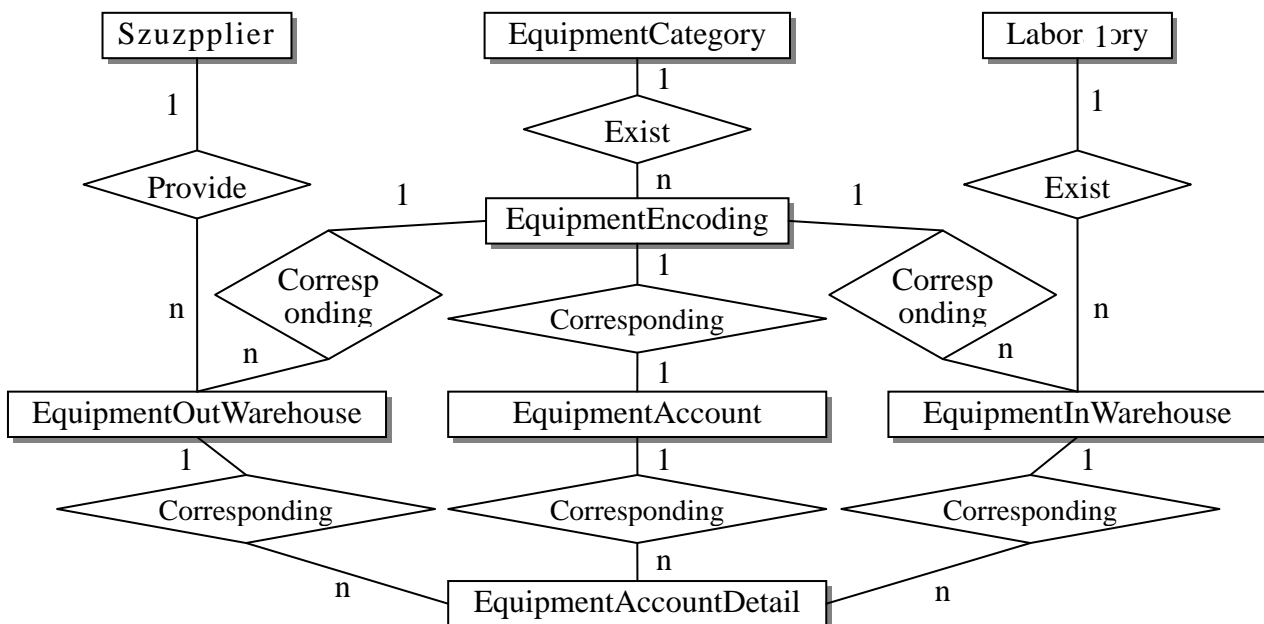 Szuzpplier
EquipmentCategory
1
1
1
1
Exist
Provide
Exist
n
1
1
EquipmentEncoding
1
Corresp
onding
Corresponding
Corresp
onding
n
n
n
n
1
EquipmentOutWarehouse
EquipmentAccount
EquipmentInWarehouse
1
1
1
Corresponding
Corresponding
Corresponding
n
n
n
EquipmentAccountDetail